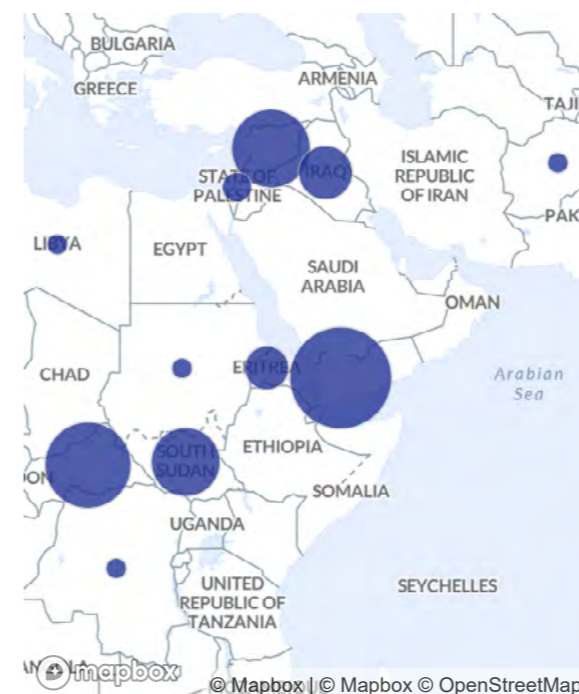 BULGARIA
GREECE
ARMENIA
TAJI
STATE OF
PALESTINE
IRAQ
ISLAMIC
REPUBLIC
OF IRAN
PAK
LIBYA
EGYPT
SAUDI
ARABIA
OMAN
CHAD
ERITREA
Arabian
Sea
SOUTH
SUDAN
ETHIOPIA
ON
SOMALIA
UGANDA
UNITED
REPUBLIC OF
TANZANIA
SEYCHELLES
mapbox
© Mapbox | © Mapbox © OpenStreetMap